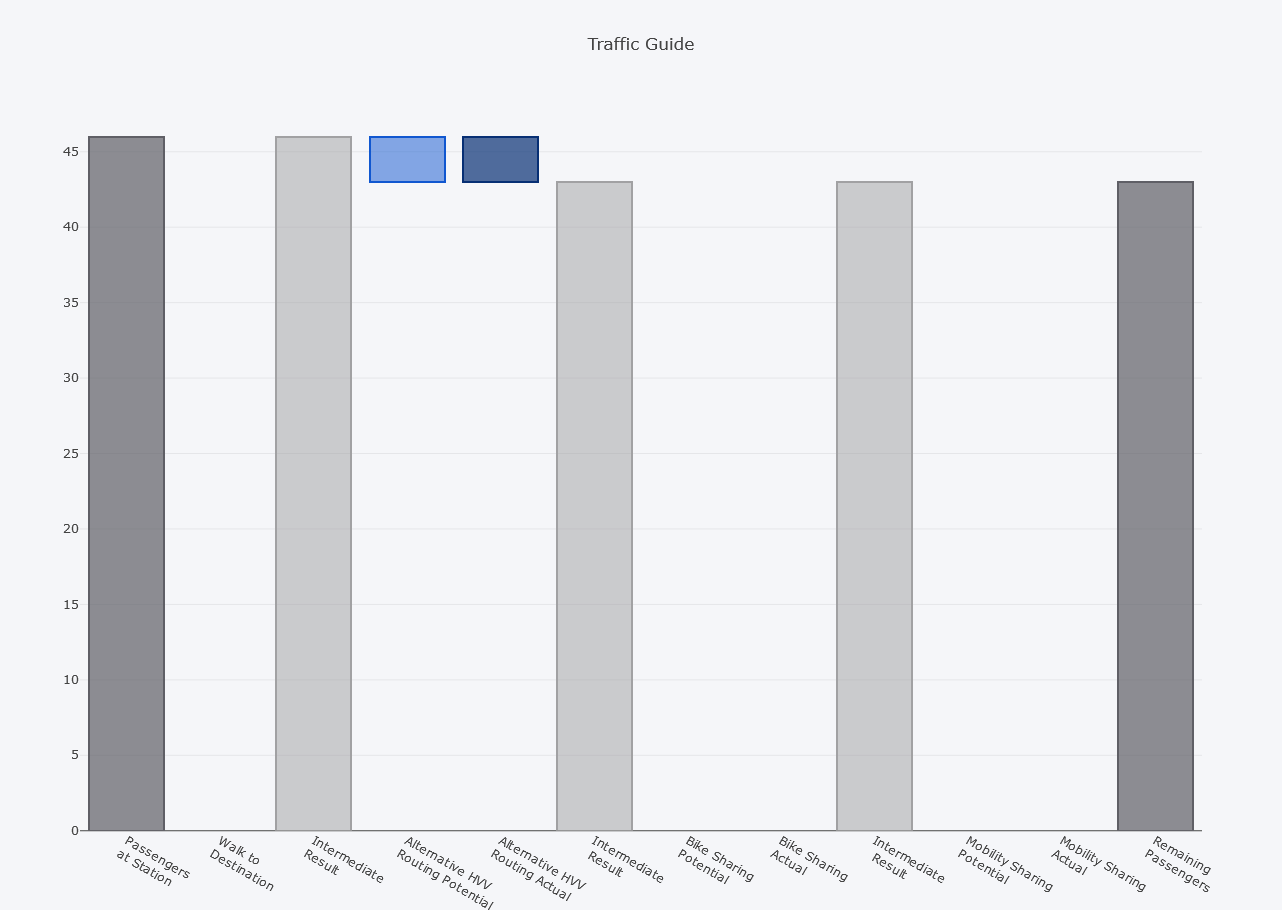 Traffic Guide
45
40
35
30
25
20
15
10
5
0
Passengers
at Station
Walk to
Destination
Intermediate
Result
Alternative HVV
Routing Potential
Alternative HVV
Routing Actual
Intermediate
Result
Bike Sharing
Potential
Bike Sharing
Actual
Intermediate
Result
Mobility Sharing
Potential
Mobility Sharing
Actual
Remaining
Passengers